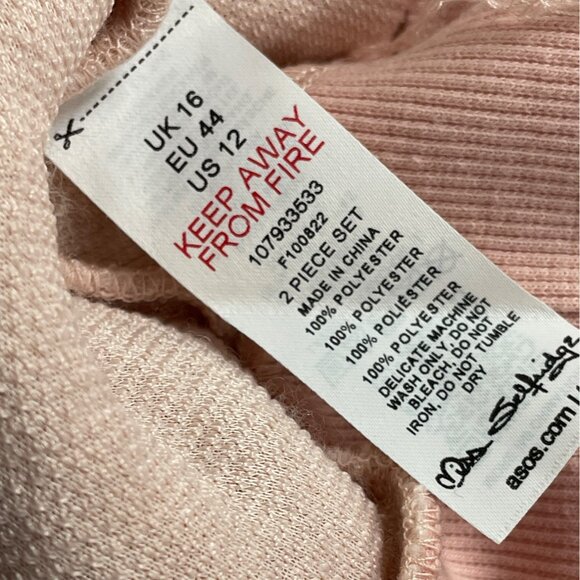 UK 16
EU 44
US 12
KEEP AWAY
FROM FIRE
107933533
F100822
2 PIECE SET
MADE IN CHINA
100% POLYESTER
100% POLYESTER
100% POLIÉSTER
100% POLYESTER
DELICATE MACHINE
WASH ONLY, DO NOT
BLEACH, DO NOT
IRON, DO NOT TUMBLE
DRY
Miss Selfridge
asos.com |